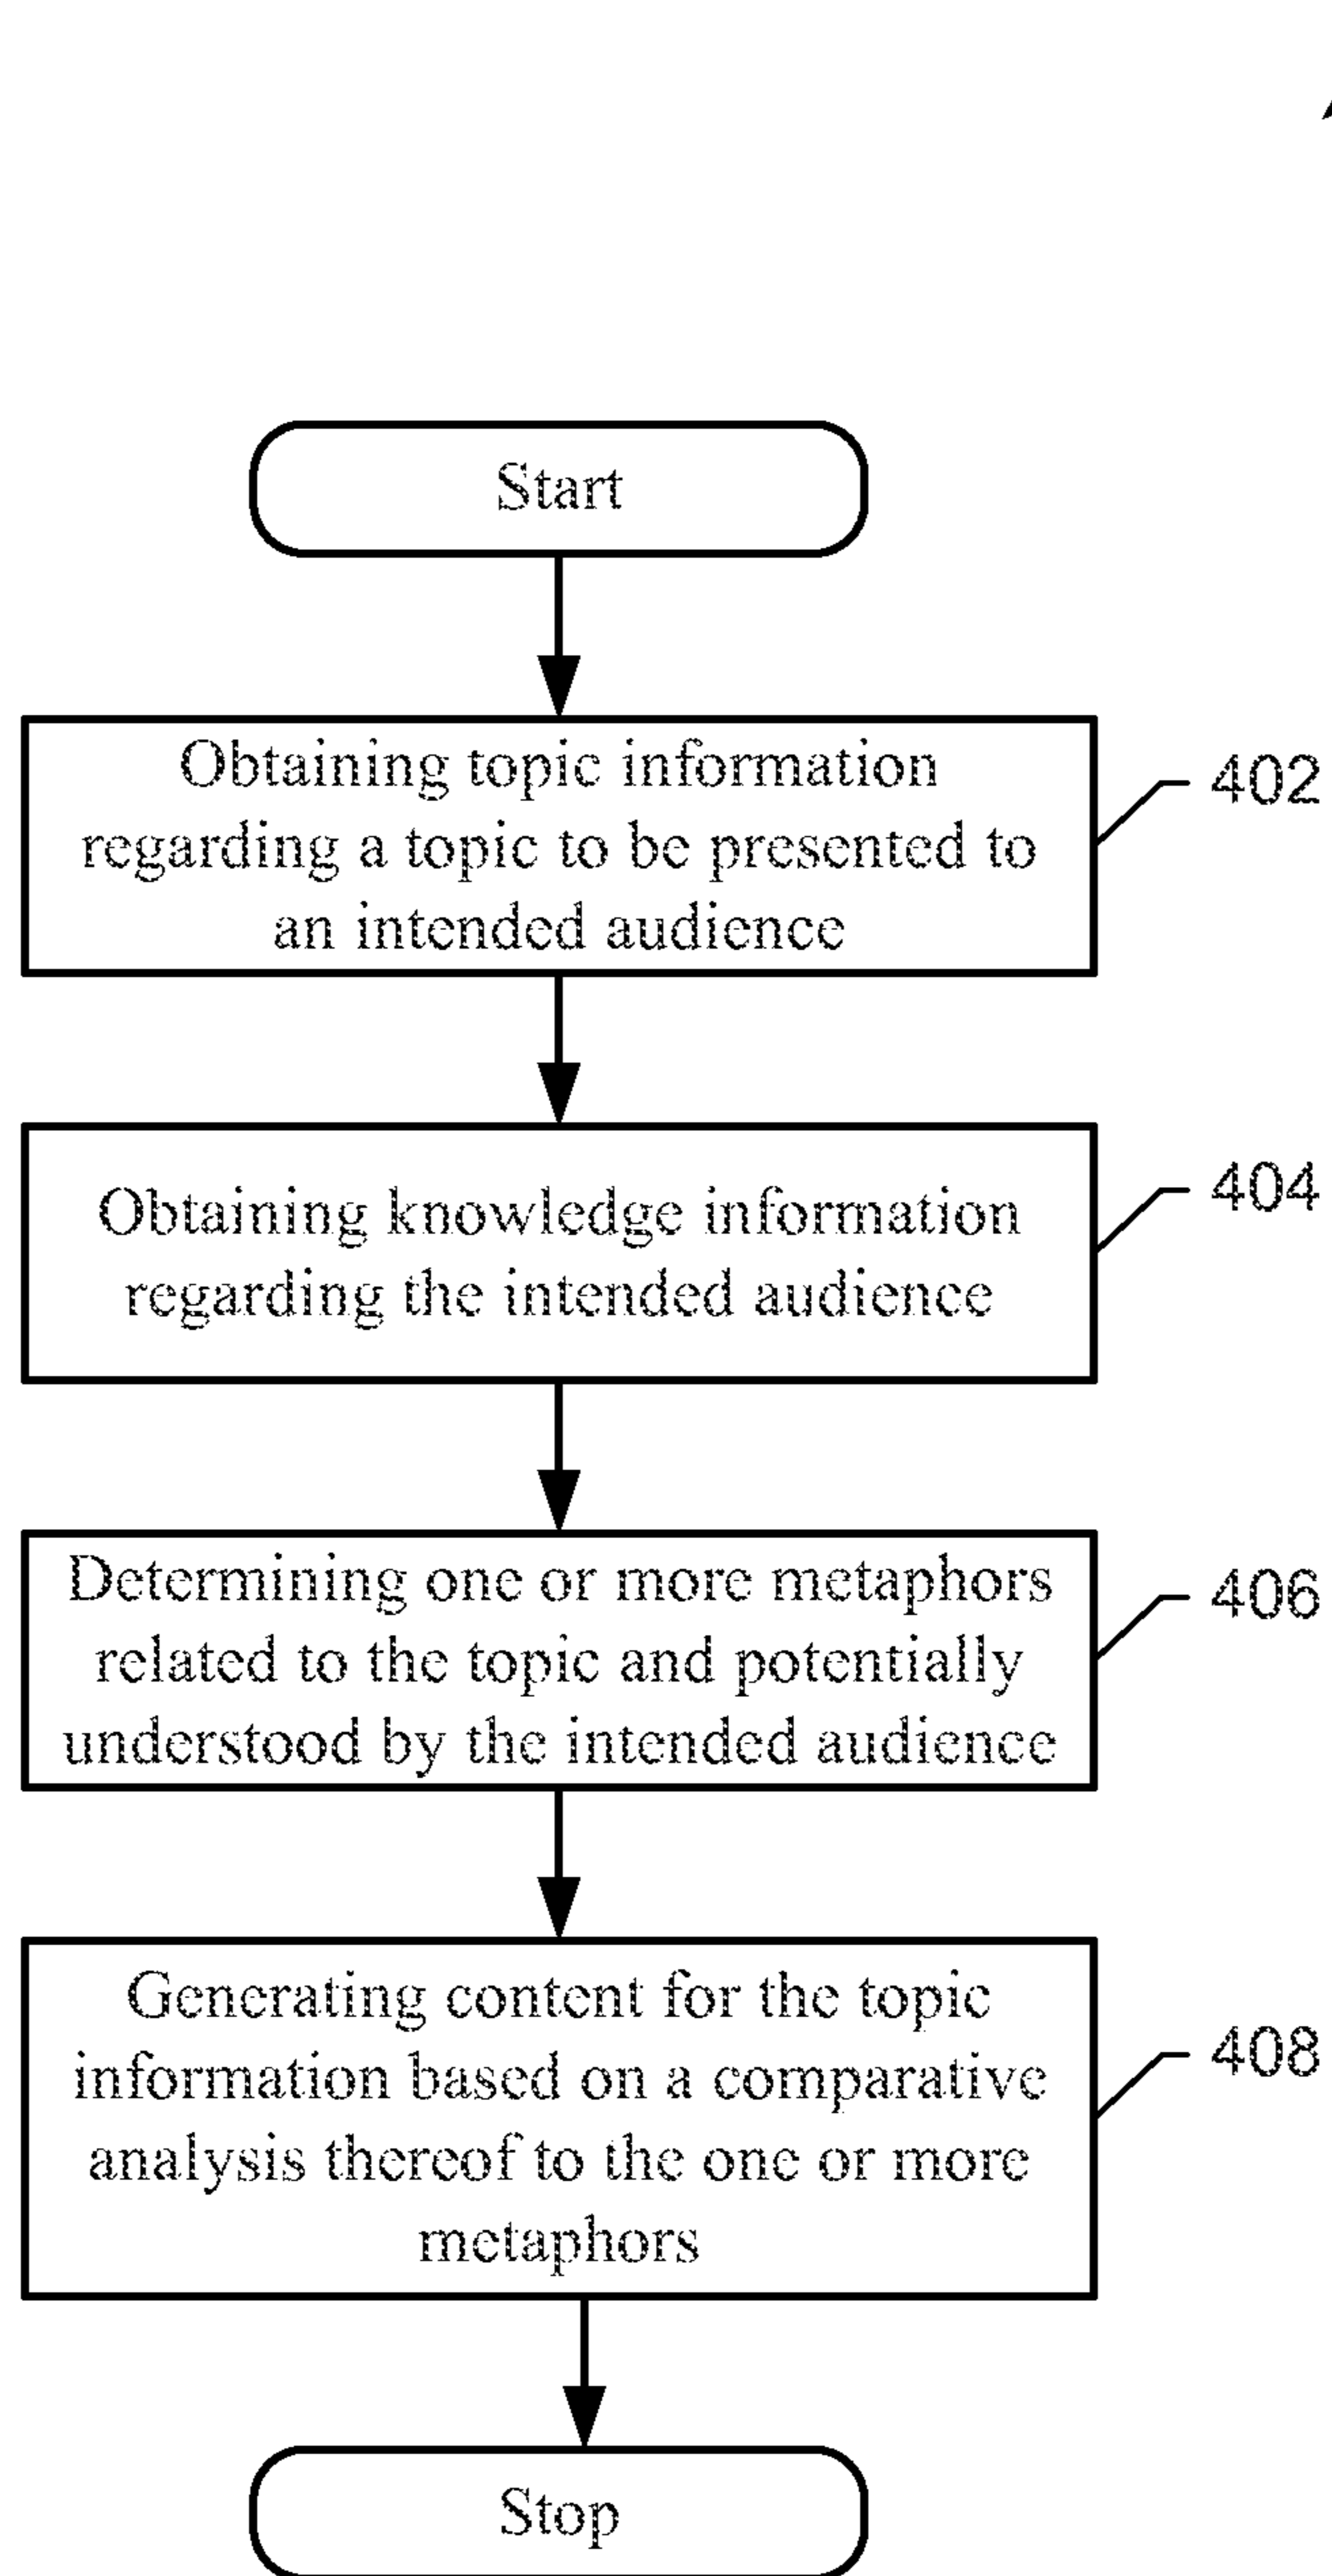 Start
Obtaining topic information
regarding a topic to be presented to
an intended audience
402
Obtaining knowledge information
regarding the intended audience
404
Determining one or more metaphors
related to the topic and potentially
understood by the intended audience
406
Generating content for the topic
information based on a comparative
analysis thereof to the one or more
metaphors
408
Stop